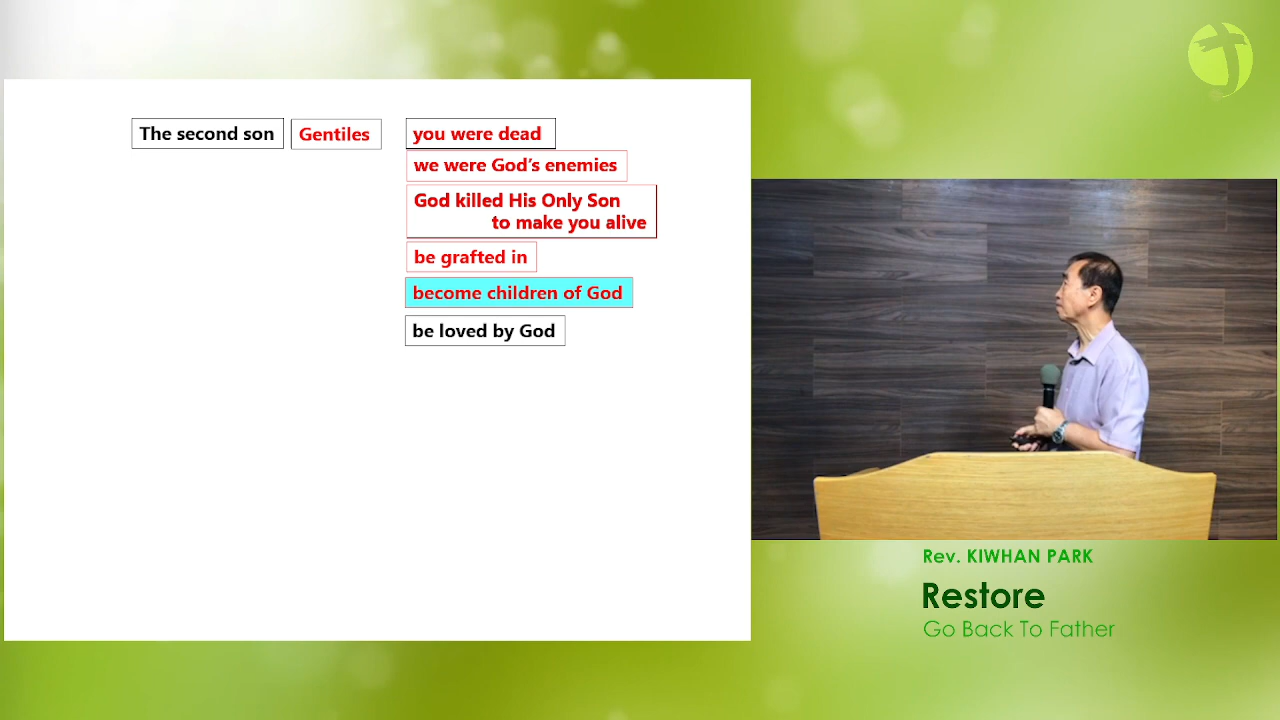 The second son
Gentiles
you were dead
we were God's enemies
God killed His Only Son
to make you alive
be grafted in
become children of God
be loved by God
Rev. KIWHAN PARK
Restore
Go Back To Father